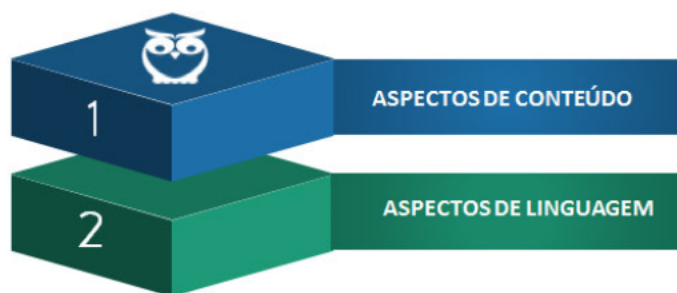 1
ASPECTOS DE CONTEÚDO
2
ASPECTOS DE LINGUAGEM